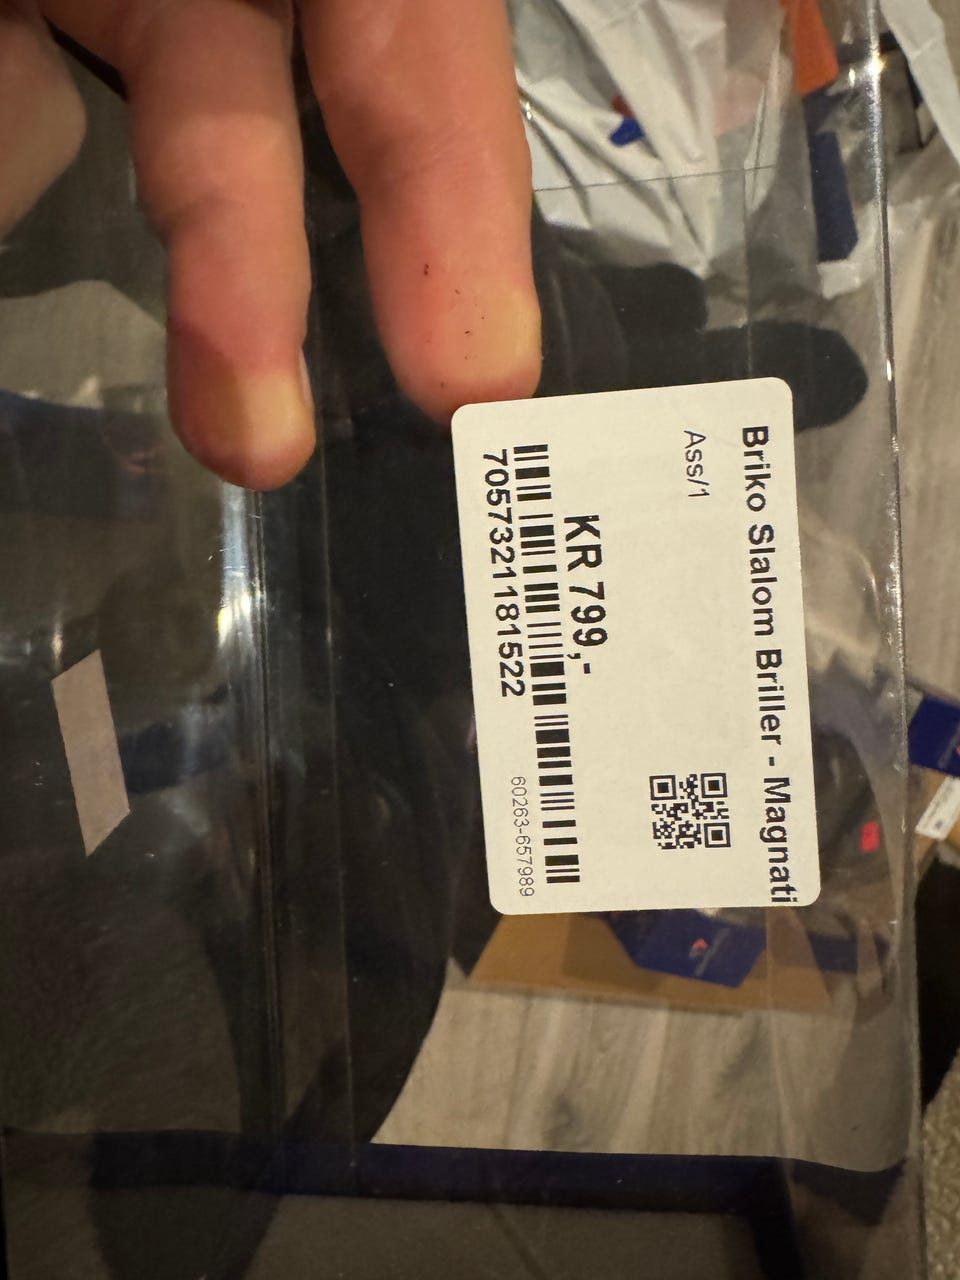 Briko Slalom Briller - Magnati
Ass/1
KR 799,-
7057321181522
60263-657989